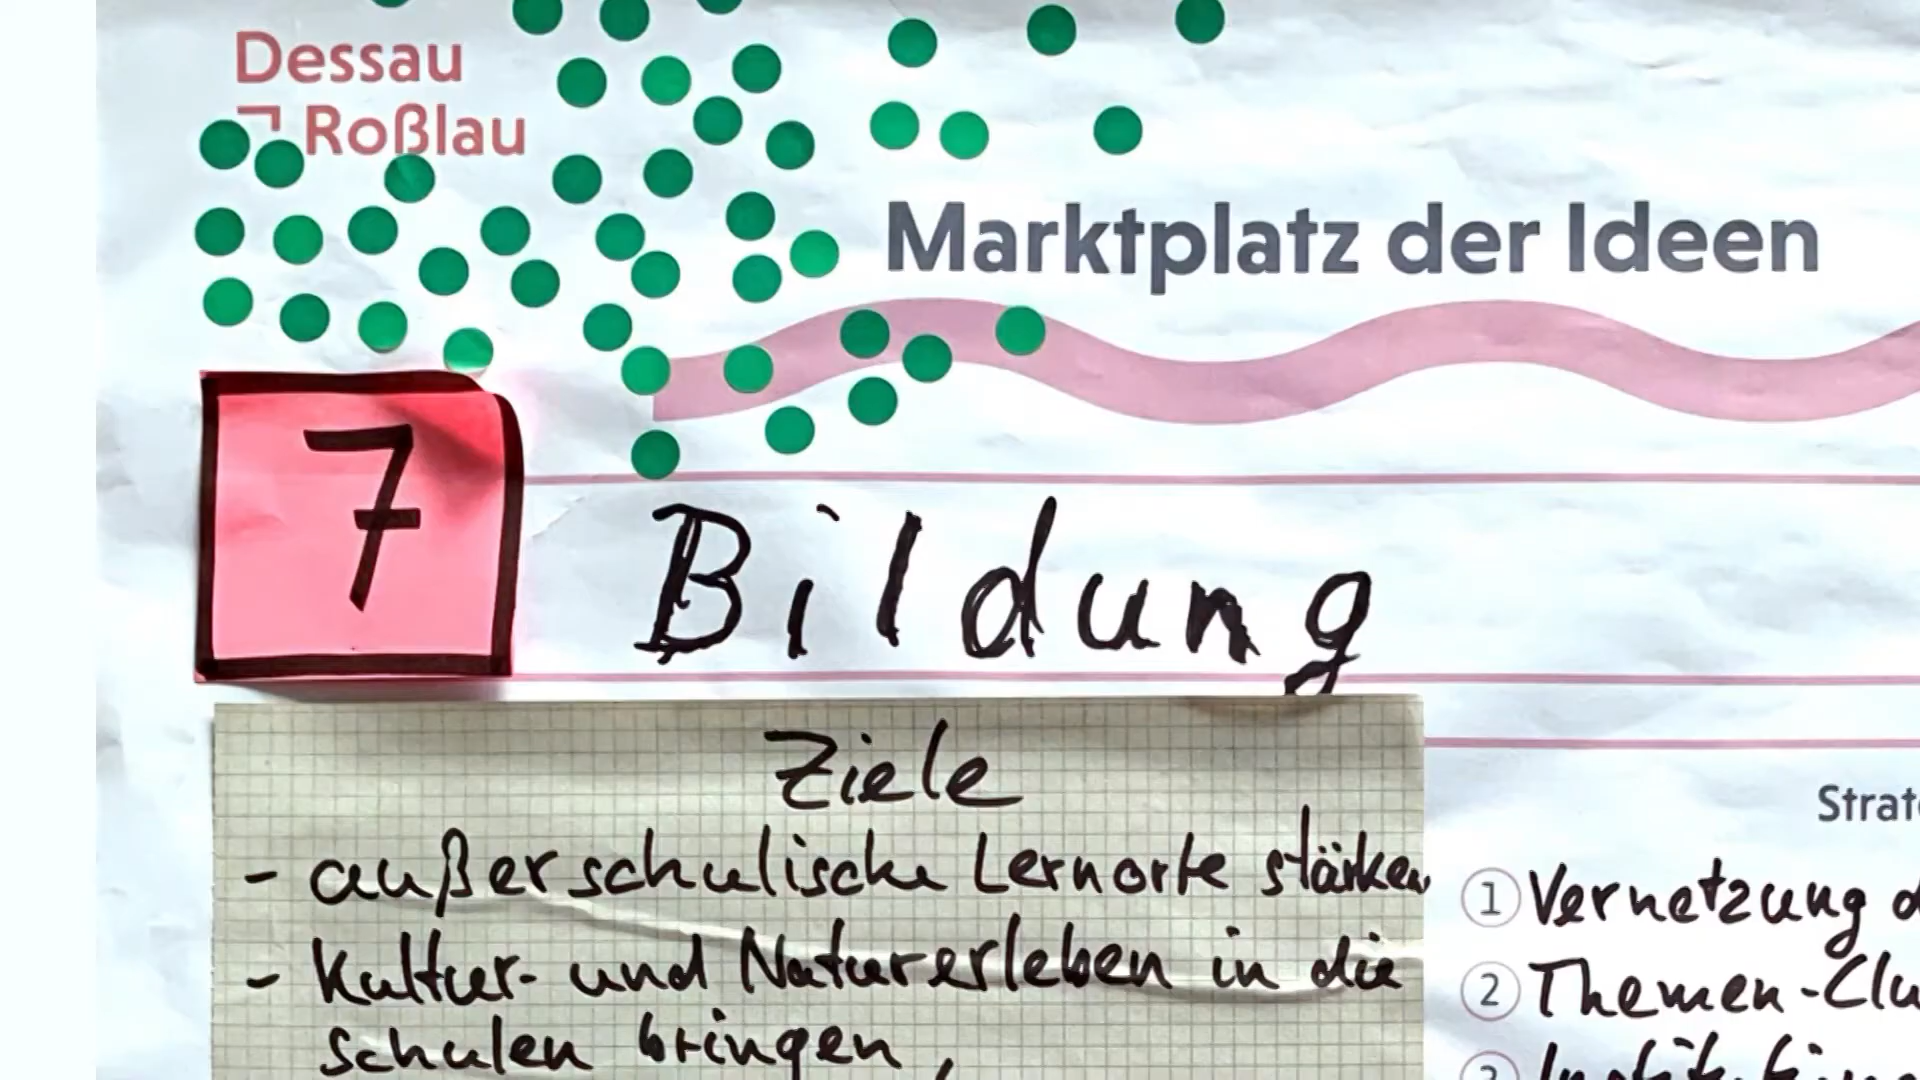 Dessau
Roßlau
Marktplatz der Ideen
7
Bildung
Ziele
- außerschulische Lernorte stärken
- Kultur- und Naturerleben in die
Schulen bringen,
Strat
① Vernetzung d
② Themen-Clu